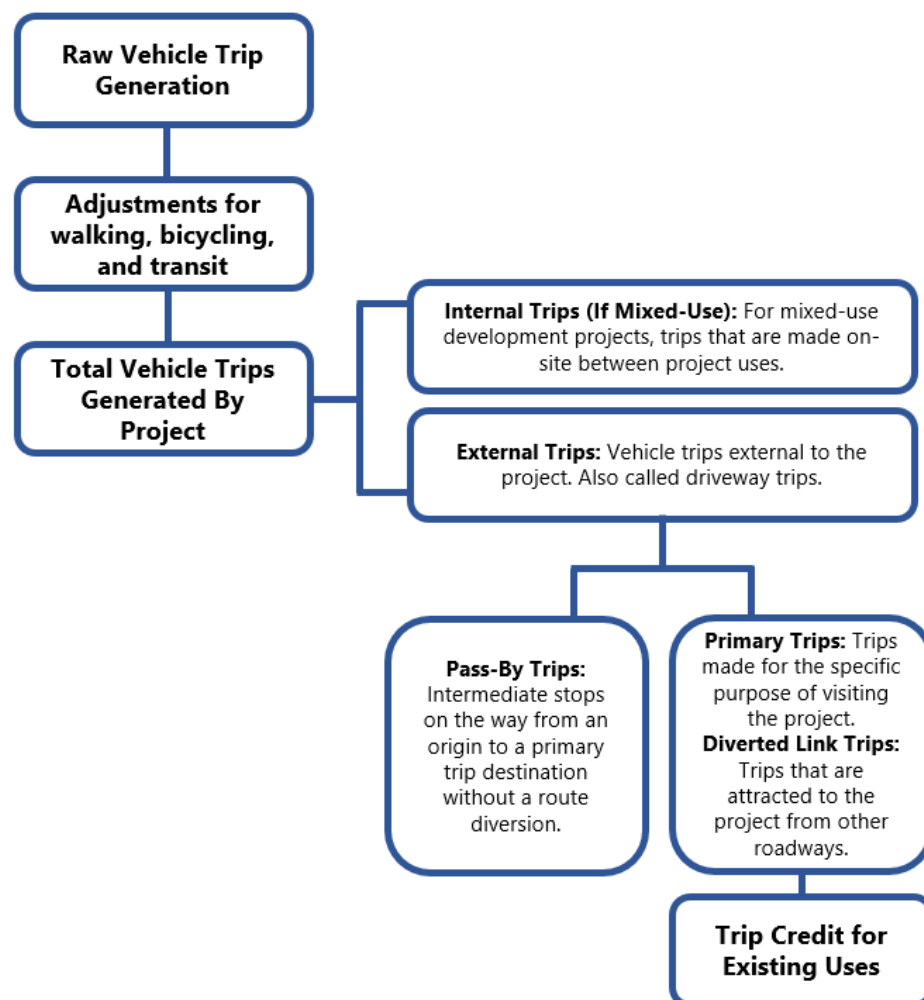 Raw Vehicle Trip
Generation
Adjustments for
walking, bicycling,
and transit
Total Vehicle Trips
Generated By
Project
Internal Trips (If Mixed-Use): For mixed-use
development projects, trips that are made on-
site between project uses.
External Trips: Vehicle trips external to the
project. Also called driveway trips.
Pass-By Trips:
Intermediate stops
on the way from an
origin to a primary
trip destination
without a route
diversion.
Primary Trips: Trips
made for the specific
purpose of visiting
the project.
Diverted Link Trips:
Trips that are
attracted to the
project from other
roadways.
Trip Credit for
Existing Uses